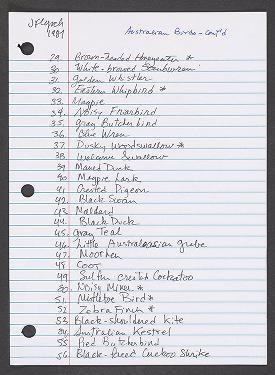 JFLynch
1981
Australian Birds - cont'd
29. Brown-headed Honeyeater *
30. White-browed Scrubwren
31. Golden Whistler
32. Eastern Whipbird *
33. Magpie
34. Noisy Friarbird
35. Gray Butcherbird
36. Blue Wren
37. Dusky Woodswallow *
38. Welcome Swallow
39. Maned Duck
40. Magpie Lark
41. Crested Pigeon
42. Black Swan
43. Mallard
44. Black Duck
45. Gray Teal
46. Little Australasian grebe
47. Moorhen
48. Coot
49. Sulfur crested Cockatoo
50. Noisy Miner *
51. Mistletoe Bird *
52. Zebra Finch *
53. Black-shouldered Kite
54. Australian Kestrel
55. Pied Butcherbird
56. Black-faced Cuckoo Shrike